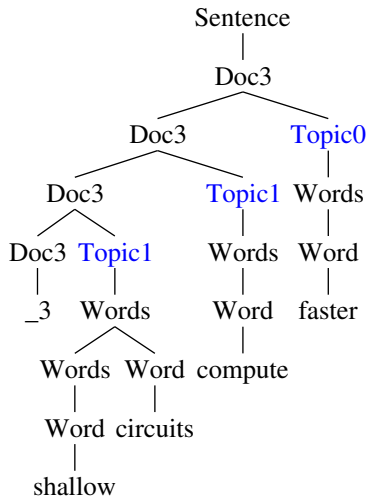 Sentence
Doc3
Doc3 Topic0
Doc3 Topic1 Words
Doc3 Topic1 Words Word
_3 Words Word faster
Words Word compute
Word circuits
shallow